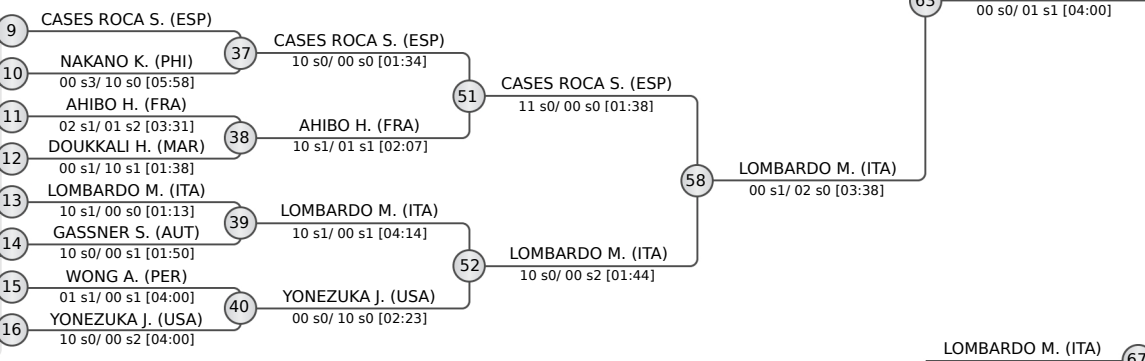 63
00 s0/ 01 s1 [04:00]
9
CASES ROCA S. (ESP)
37
CASES ROCA S. (ESP)
10 s0/ 00 s0 [01:34]
10
NAKANO K. (PHI)
00 s3/ 10 s0 [05:58]
51
CASES ROCA S. (ESP)
11 s0/ 00 s0 [01:38]
11
AHIBO H. (FRA)
02 s1/ 01 s2 [03:31]
38
AHIBO H. (FRA)
10 s1/ 01 s1 [02:07]
12
DOUKKALI H. (MAR)
00 s1/ 10 s1 [01:38]
58
LOMBARDO M. (ITA)
00 s1/ 02 s0 [03:38]
13
LOMBARDO M. (ITA)
10 s1/ 00 s0 [01:13]
39
LOMBARDO M. (ITA)
10 s1/ 00 s1 [04:14]
14
GASSNER S. (AUT)
10 s0/ 00 s1 [01:50]
52
LOMBARDO M. (ITA)
10 s0/ 00 s2 [01:44]
15
WONG A. (PER)
01 s1/ 00 s1 [04:00]
40
YONEZUKA J. (USA)
00 s0/ 10 s0 [02:23]
16
YONEZUKA J. (USA)
10 s0/ 00 s2 [04:00]
LOMBARDO M. (ITA)
67